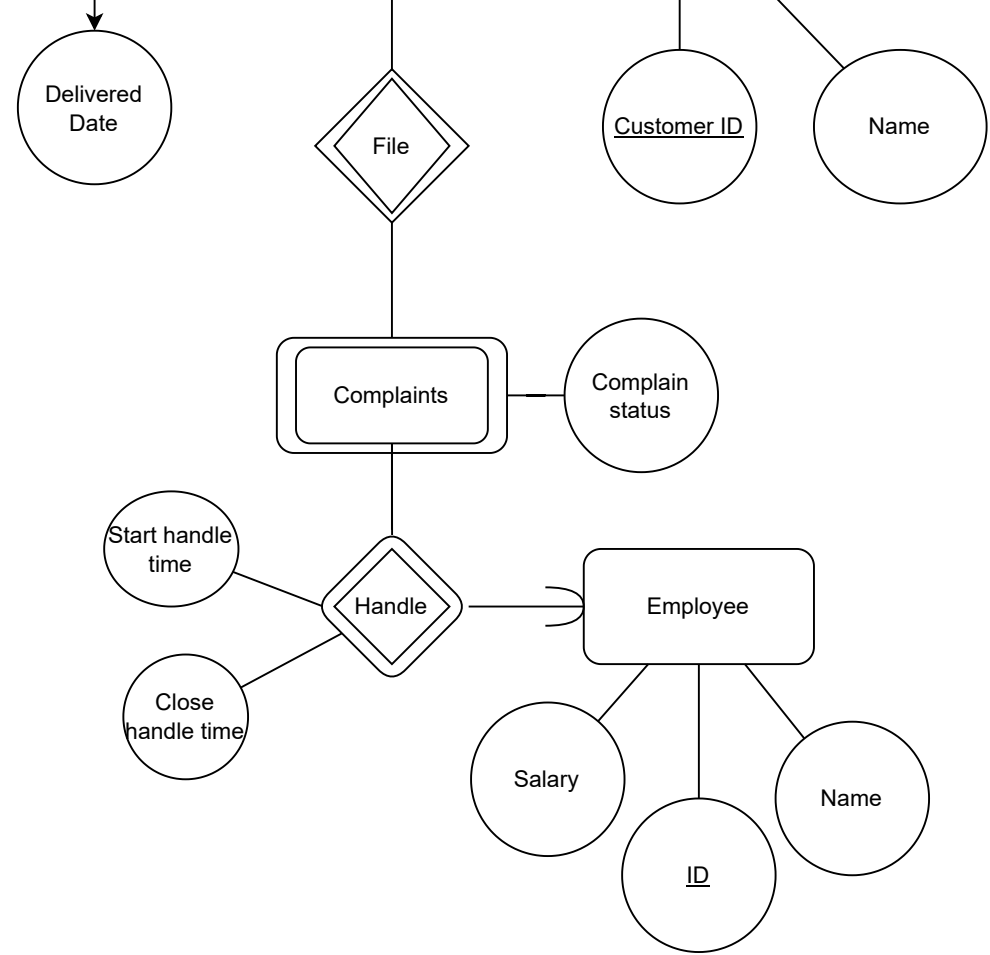 Delivered
Date
File
Customer ID
Name
Complaints
Complain
status
Start handle
time
Handle
Employee
Close
handle time
Salary
ID
Name